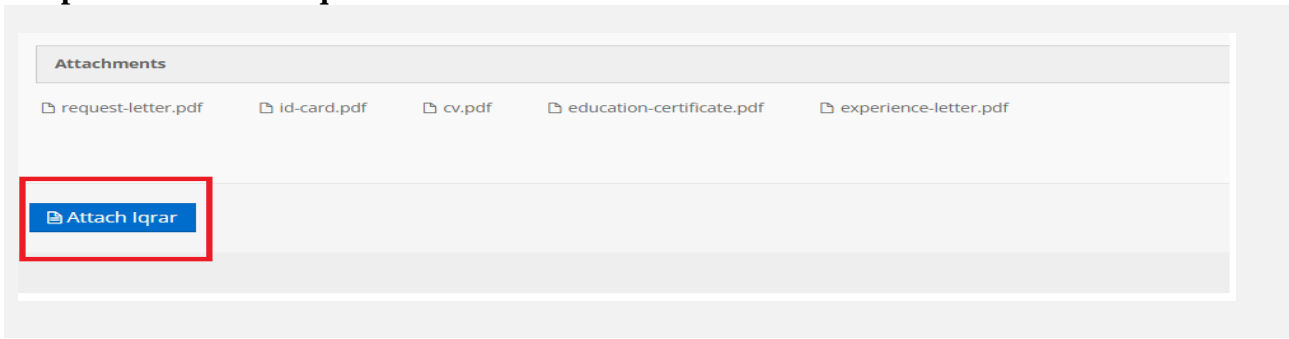 Attachments
request-letter.pdf id-card.pdf cv.pdf education-certificate.pdf experience-letter.pdf
Attach Iqrar